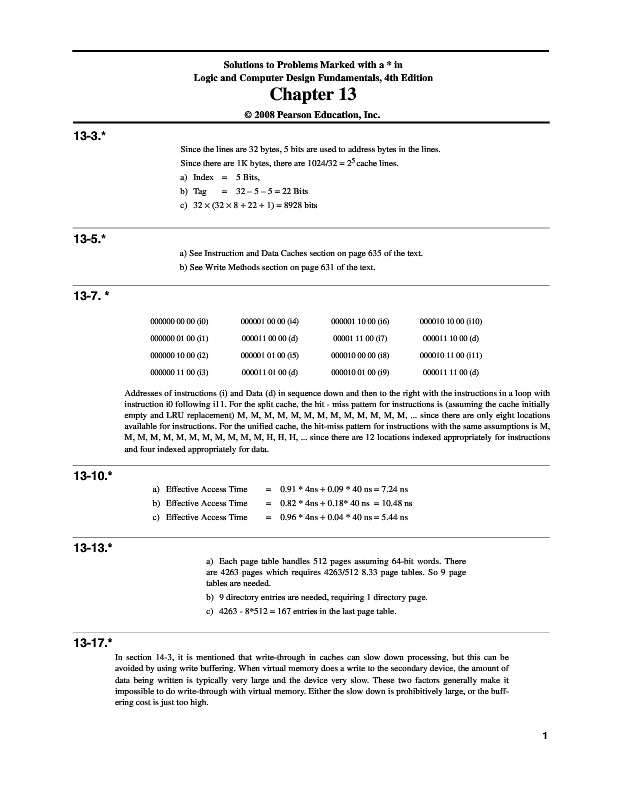 Solutions to Problems Marked with a * in
Logic and Computer Design Fundamentals, 4th Edition
Chapter 13
© 2008 Pearson Education, Inc.
13-3.*
Since the lines are 32 bytes, 5 bits are used to address bytes in the lines.
Since there are 1K bytes, there are 1024/32 = 2⁵ cache lines.
a) Index = 5 Bits,
b) Tag = 32 – 5 – 5 = 22 Bits
c) 32 × (32 × 8 + 22 + 1) = 8928 bits
13-5.*
a) See Instruction and Data Caches section on page 635 of the text.
b) See Write Methods section on page 631 of the text.
13-7. *
000000 00 00 (i0) 000001 00 00 (i4) 000001 10 00 (i6) 000010 10 00 (i10)
000000 01 00 (i1) 000011 00 00 (d) 00001 11 00 (i7) 000011 10 00 (d)
000000 10 00 (i2) 000001 01 00 (i5) 000010 00 00 (i8) 000010 11 00 (i11)
000000 11 00 (i3) 000011 01 00 (d) 000010 01 00 (i9) 000011 11 00 (d)
Addresses of instructions (i) and Data (d) in sequence down and then to the right with the instructions in a loop with
instruction i0 following i11. For the split cache, the hit - miss pattern for instructions is (assuming the cache initially
empty and LRU replacement) M, M, M, M, M, M, M, M, M, M, M, M, M, ... since there are only eight locations
available for instructions. For the unified cache, the hit-miss pattern for instructions with the same assumptions is M,
M, M, M, M, M, M, M, M, M, M, M, H, H, H, ... since there are 12 locations indexed appropriately for instructions
and four indexed appropriately for data.
13-10.*
a) Effective Access Time = 0.91 * 4ns + 0.09 * 40 ns = 7.24 ns
b) Effective Access Time = 0.82 * 4ns + 0.18* 40 ns = 10.48 ns
c) Effective Access Time = 0.96 * 4ns + 0.04 * 40 ns = 5.44 ns
13-13.*
a) Each page table handles 512 pages assuming 64-bit words. There
are 4263 pages which requires 4263/512 8.33 page tables. So 9 page
tables are needed.
b) 9 directory entries are needed, requiring 1 directory page.
c) 4263 - 8*512 = 167 entries in the last page table.
13-17.*
In section 14-3, it is mentioned that write-through in caches can slow down processing, but this can be
avoided by using write buffering. When virtual memory does a write to the secondary device, the amount of
data being written is typically very large and the device very slow. These two factors generally make it
impossible to do write-through with virtual memory. Either the slow down is prohibitively large, or the buff-
ering cost is just too high.
1